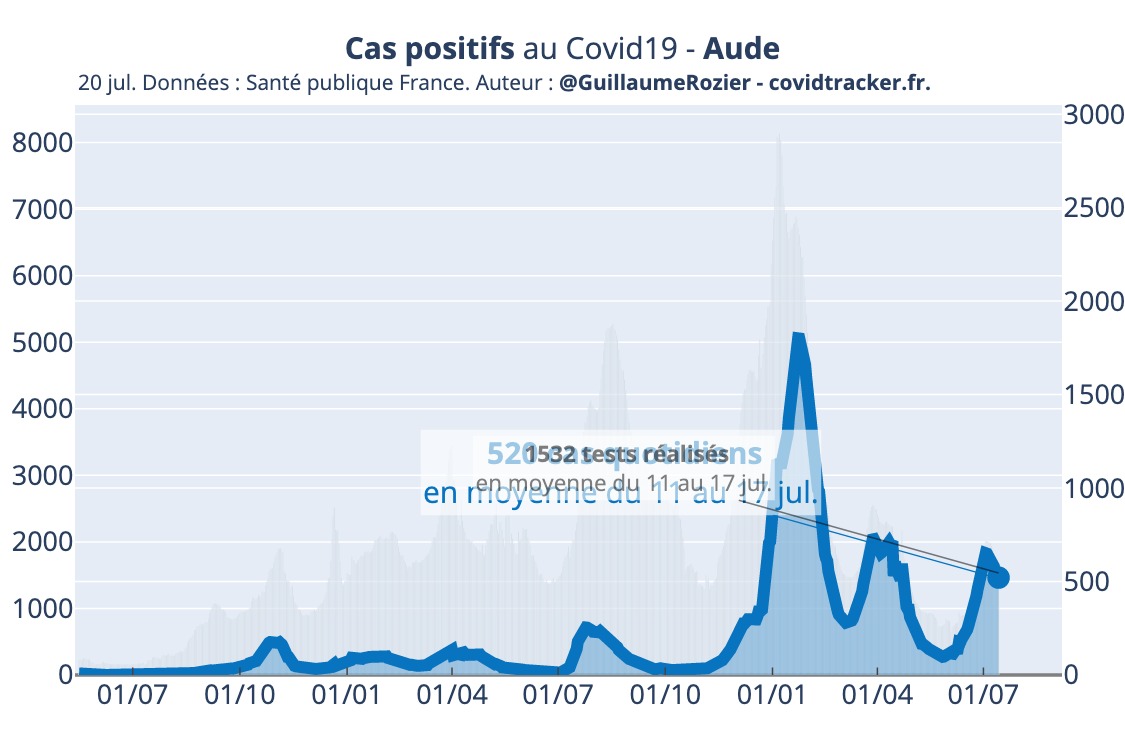 Cas positifs au Covid19 - Aude
20 jul. Données : Santé publique France. Auteur : @GuillaumeRozier - covidtracker.fr.
3000
8000
7000
2500
6000
2000
5000
1500
4000
520 cas quotidiens
1532 tests réalisés
3000
en moyenne du 11 au 17 jul.
en moyenne du 11 au 17 jul.
1000
2000
500
1000
0
0
01/07 01/10 01/01 01/04 01/07 01/10 01/01 01/04 01/07